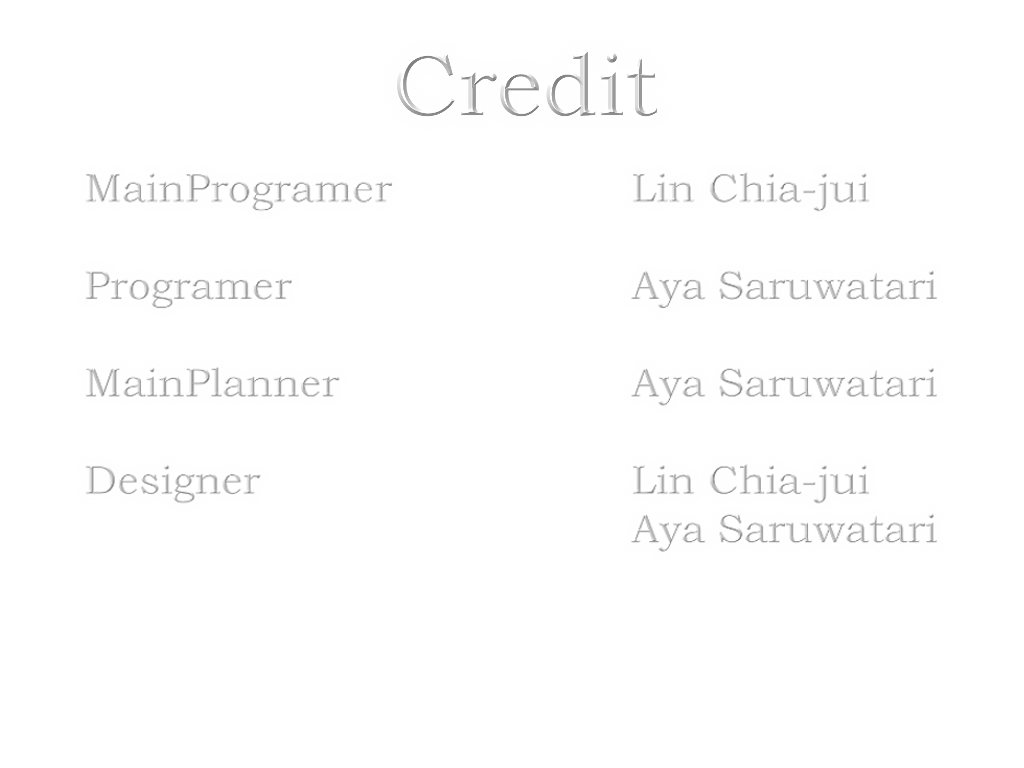 Credit
MainProgramer Lin Chia-jui
Programer Aya Saruwatari
MainPlanner Aya Saruwatari
Designer Lin Chia-jui
Aya Saruwatari